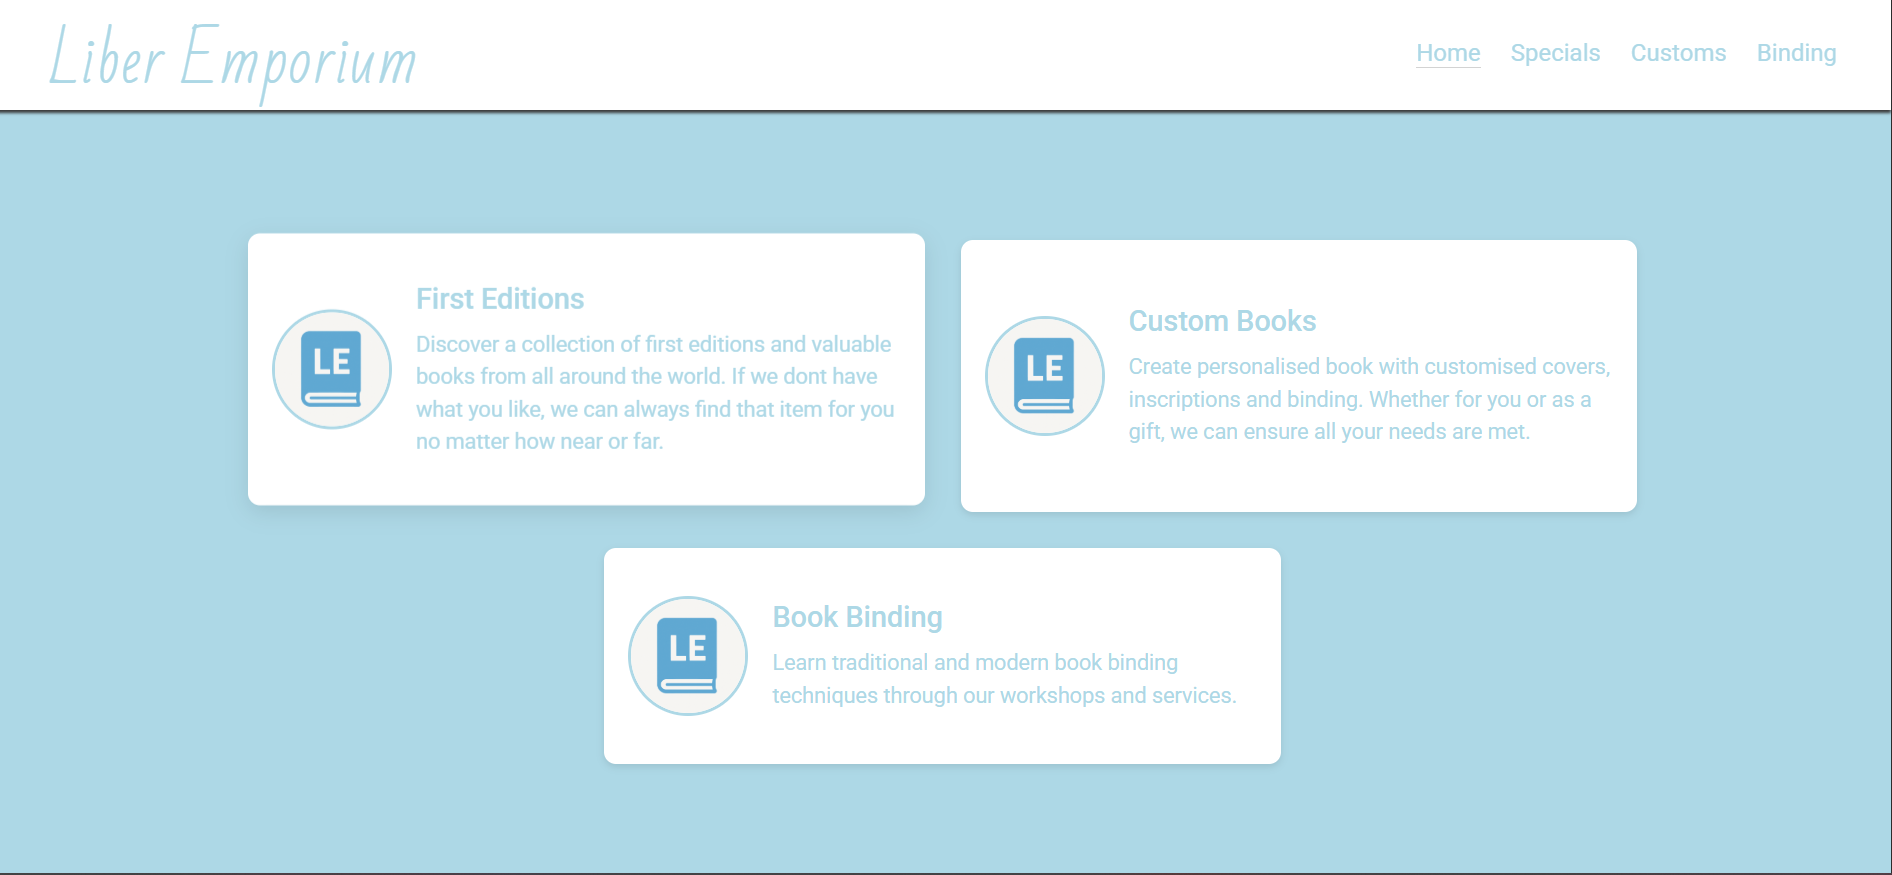 Liber Emporium
Home Specials Customs Binding
LE
First Editions
Discover a collection of first editions and valuable
books from all around the world. If we dont have
what you like, we can always find that item for you
no matter how near or far.
LE
Custom Books
Create personalised book with customised covers,
inscriptions and binding. Whether for you or as a
gift, we can ensure all your needs are met.
LE
Book Binding
Learn traditional and modern book binding
techniques through our workshops and services.